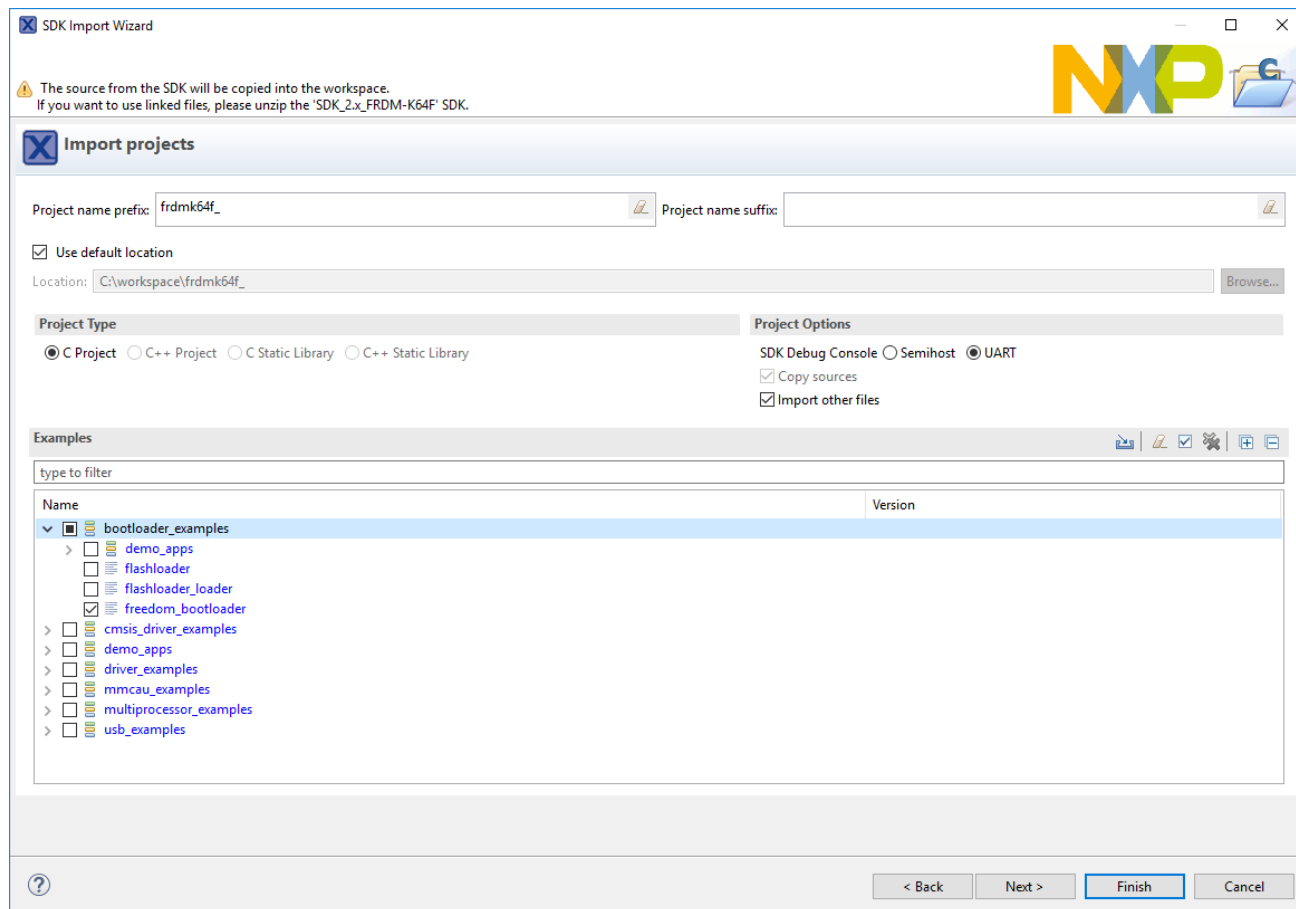 SDK Import Wizard
The source from the SDK will be copied into the workspace.
If you want to use linked files, please unzip the 'SDK_2.x_FRDM-K64F' SDK.
NXP
C
X Import projects
Project name prefix: frdmk64f_ Project name suffix:
Use default location
Location: C:\workspace\frdmk64f_ Browse...
Project Type Project Options
C Project C++ Project C Static Library C++ Static Library SDK Debug Console Semihost UART
Copy sources
Import other files
Examples
type to filter
Name Version
bootloader_examples
demo_apps
flashloader
flashloader_loader
freedom_bootloader
cmsis_driver_examples
demo_apps
driver_examples
mmcau_examples
multiprocessor_examples
usb_examples
? < Back Next > Finish Cancel